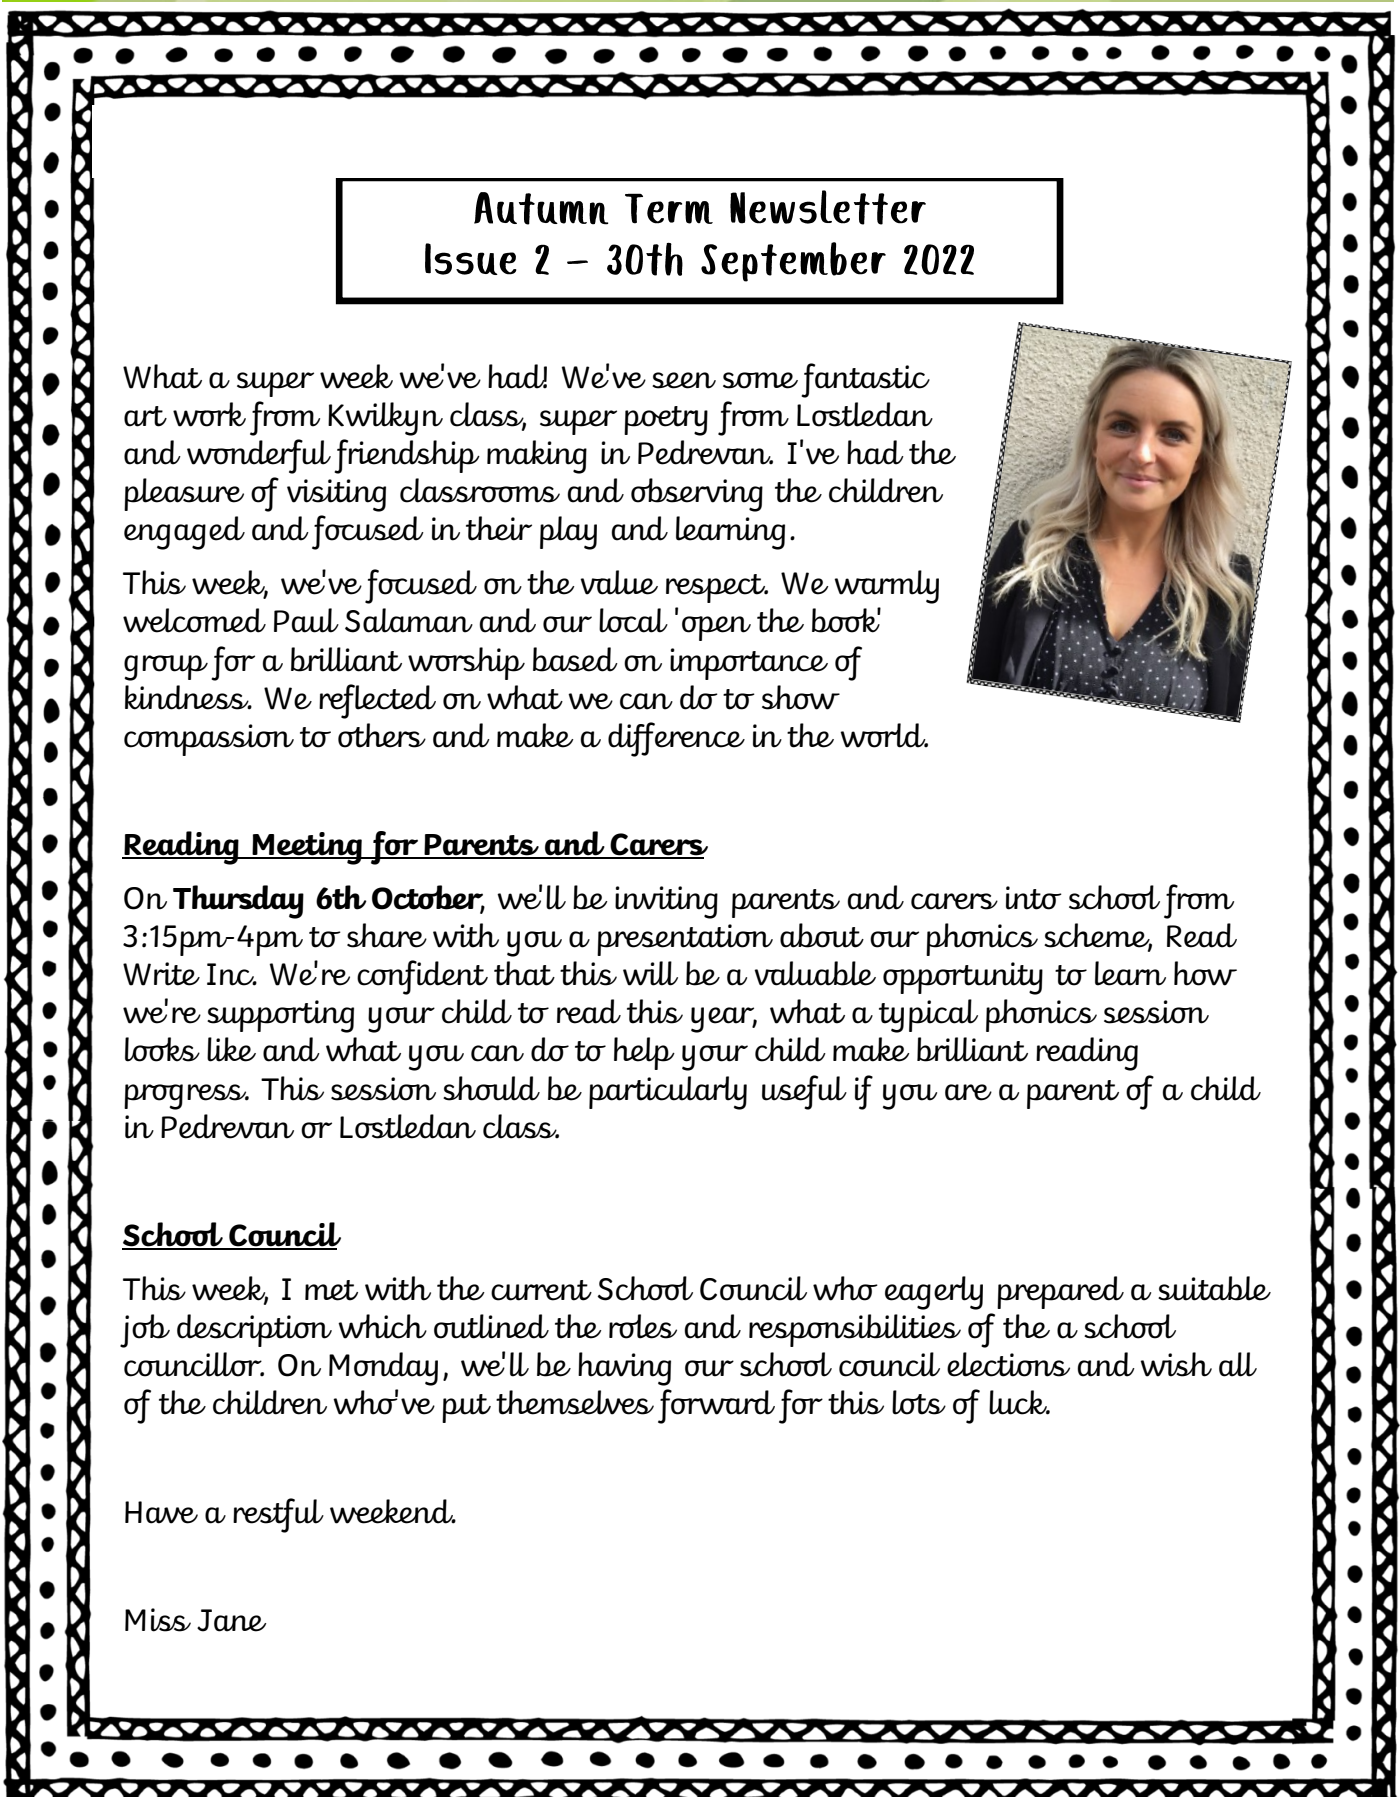 Autumn Term Newsletter
Issue 2 – 30th September 2022
What a super week we've had! We've seen some fantastic
art work from Kwilkyn class, super poetry from Lostledan
and wonderful friendship making in Pedrevan. I've had the
pleasure of visiting classrooms and observing the children
engaged and focused in their play and learning.
This week, we've focused on the value respect. We warmly
welcomed Paul Salaman and our local 'open the book'
group for a brilliant worship based on importance of
kindness. We reflected on what we can do to show
compassion to others and make a difference in the world.
Reading Meeting for Parents and Carers
On Thursday 6th October, we'll be inviting parents and carers into school from
3:15pm-4pm to share with you a presentation about our phonics scheme, Read
Write Inc. We're confident that this will be a valuable opportunity to learn how
we're supporting your child to read this year, what a typical phonics session
looks like and what you can do to help your child make brilliant reading
progress. This session should be particularly useful if you are a parent of a child
in Pedrevan or Lostledan class.
School Council
This week, I met with the current School Council who eagerly prepared a suitable
job description which outlined the roles and responsibilities of the a school
councillor. On Monday, we'll be having our school council elections and wish all
of the children who've put themselves forward for this lots of luck.
Have a restful weekend.
Miss Jane